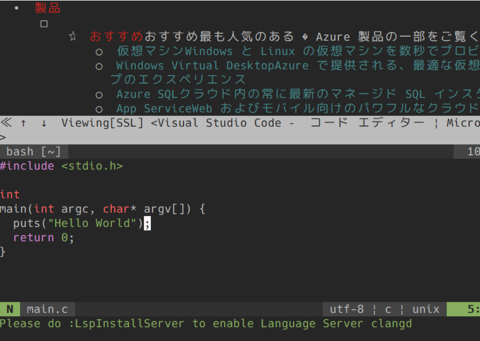 • 製品
おすすめおすすめ最も人気のある � Azure 製品の一部をご覧く
○ 仮想マシンWindows と Linux の仮想マシンを数秒でプロビ
○ Windows Virtual DesktopAzure で提供される、最適な仮想
プのエクスペリエンス
○ Azure SQLクラウド内の常に最新のマネージド SQL インス
○ App ServiceWeb およびモバイル向けのパワフルなクラウド
≪ ↑ ↓ Viewing[SSL] <Visual Studio Code - コード エディター ¦ Micro
>
bash [~] 10
#include <stdio.h>
int
main(int argc, char* argv[]) {
puts("Hello World");
return 0;
}
N main.c utf-8 ¦ c ¦ unix 5:
Please do :LspInstallServer to enable Language Server clangd